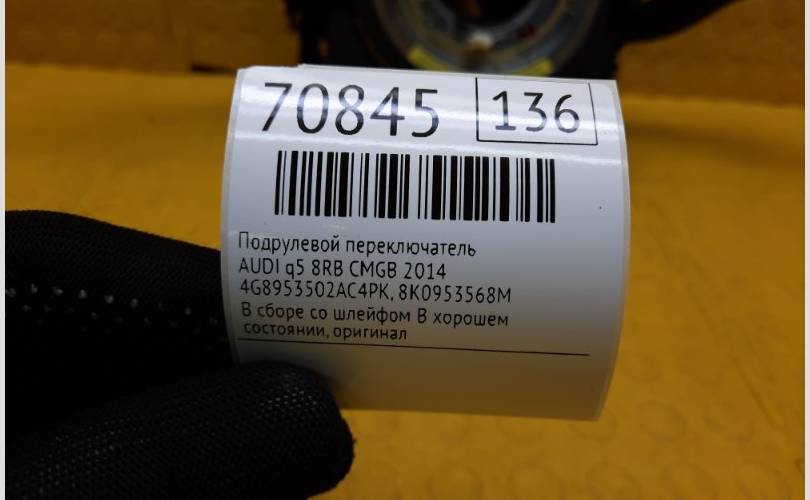 70845 136
Подрулевой переключатель
AUDI q5 8RB CMGB 2014
4G8953502AC4PK, 8K0953568M
В сборе со шлейфом В хорошем
состоянии, оригинал